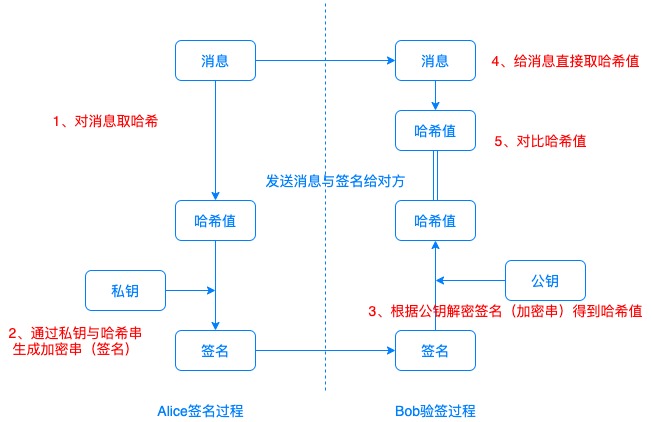 消息
消息
4、给消息直接取哈希值
1、对消息取哈希
哈希值
5、对比哈希值
发送消息与签名给对方
哈希值
哈希值
私钥
公钥
3、根据公钥解密签名（加密串）得到哈希值
2、通过私钥与哈希串
生成加密串（签名）
签名
签名
Alice签名过程
Bob验签过程